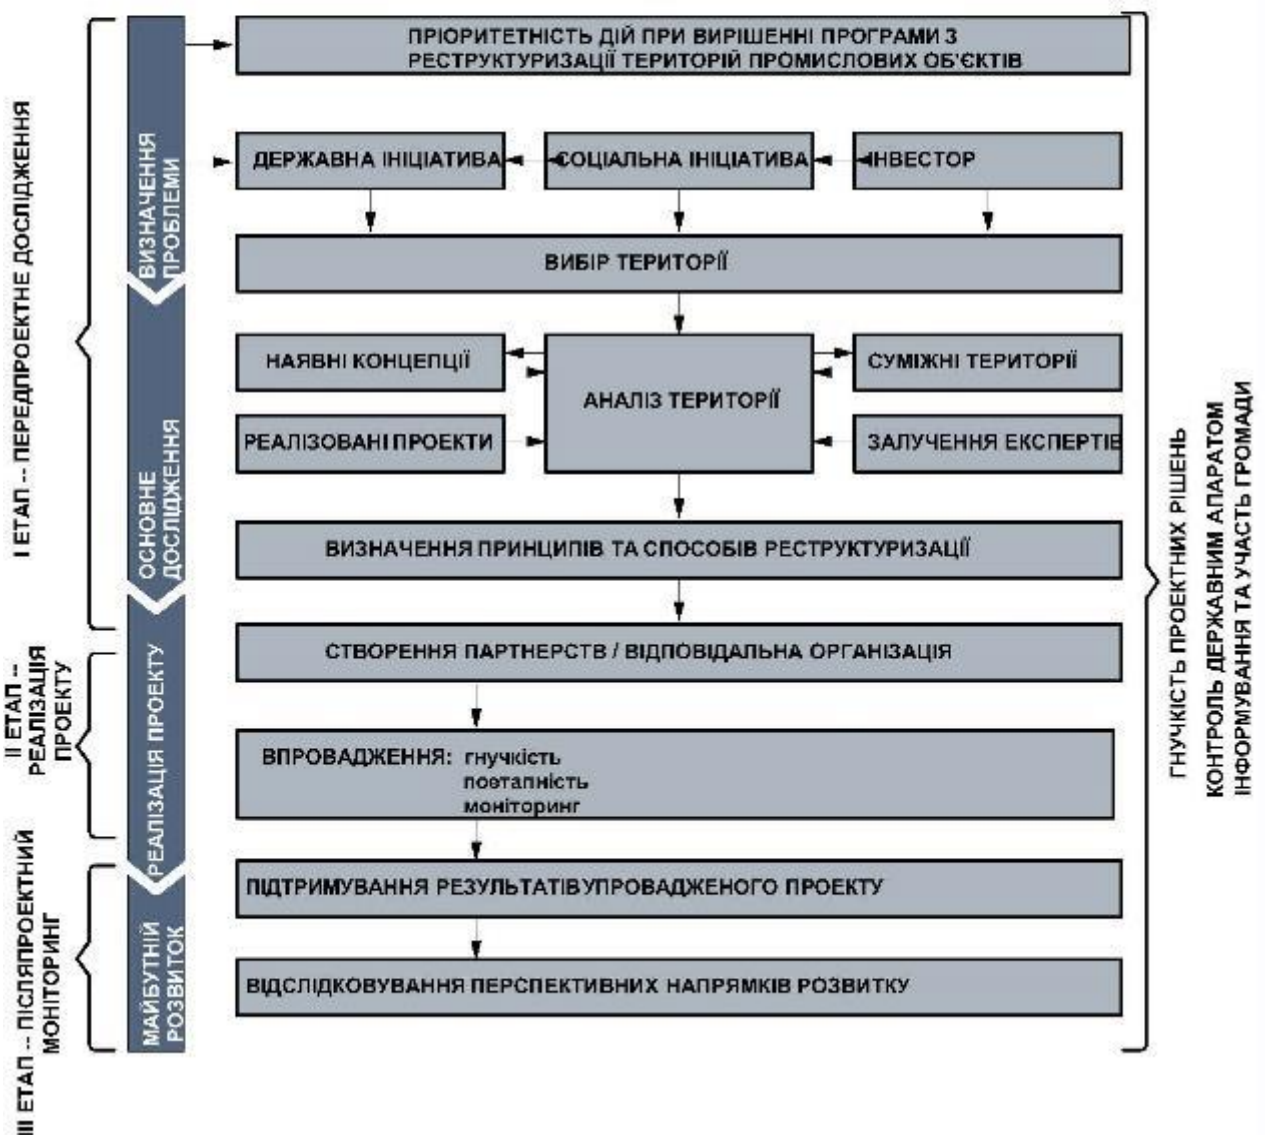 ПРІОРИТЕТНІСТЬ ДІЙ ПРИ ВИРІШЕННІ ПРОГРАМИ З
РЕСТРУКТУРИЗАЦІЇ ТЕРИТОРІЙ ПРОМИСЛОВИХ ОБ'ЄКТІВ
ДЕРЖАВНА ІНІЦІАТИВА
СОЦІАЛЬНА ІНІЦІАТИВА
ІНВЕСТОР
ВИБІР ТЕРИТОРІЇ
НАЯВНІ КОНЦЕПЦІЇ
АНАЛІЗ ТЕРИТОРІЇ
СУМІЖНІ ТЕРИТОРІЇ
РЕАЛІЗОВАНІ ПРОЕКТИ
ЗАЛУЧЕННЯ ЕКСПЕРТІВ
ВИЗНАЧЕННЯ ПРИНЦИПІВ ТА СПОСОБІВ РЕСТРУКТУРИЗАЦІЇ
СТВОРЕННЯ ПАРТНЕРСТВ / ВІДПОВІДАЛЬНА ОРГАНІЗАЦІЯ
ВПРОВАДЖЕННЯ: гнучкість
поетапність
моніторинг
ПІДТРИМУВАННЯ РЕЗУЛЬТАТІВ УПРОВАДЖЕНОГО ПРОЕКТУ
ВІДСЛІДКОВУВАННЯ ПЕРСПЕКТИВНИХ НАПРЯМКІВ РОЗВИТКУ
І ЕТАП -- ПЕРЕДПРОЕКТНЕ ДОСЛІДЖЕННЯ
ІІ ЕТАП --
РЕАЛІЗАЦІЯ
ПРОЕКТУ
ІІІ ЕТАП -- ПІСЛЯПРОЕКТНИЙ
МОНІТОРИНГ
ВИЗНАЧЕННЯ
ПРОБЛЕМИ
ОСНОВНЕ
ДОСЛІДЖЕННЯ
РЕАЛІЗАЦІЯ ПРОЕКТУ
МАЙБУТНІЙ
РОЗВИТОК
ГНУЧКІСТЬ ПРОЕКТНИХ РІШЕНЬ
КОНТРОЛЬ ДЕРЖАВНИМ АПАРАТОМ
ІНФОРМУВАННЯ ТА УЧАСТЬ ГРОМАДИ